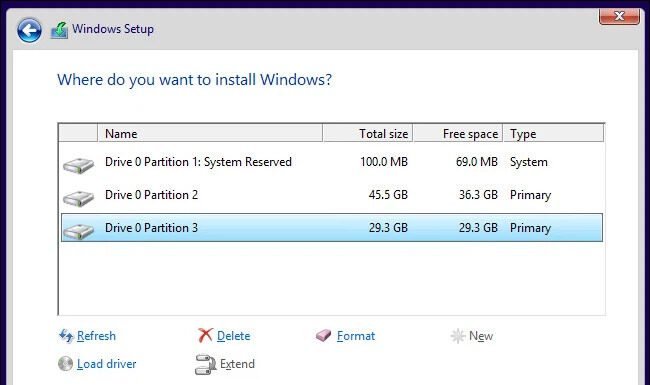 Windows Setup
Where do you want to install Windows?
Name Total size Free space Type
Drive 0 Partition 1: System Reserved 100.0 MB 69.0 MB System
Drive 0 Partition 2 45.5 GB 36.3 GB Primary
Drive 0 Partition 3 29.3 GB 29.3 GB Primary
Refresh Delete Format New
Load driver Extend